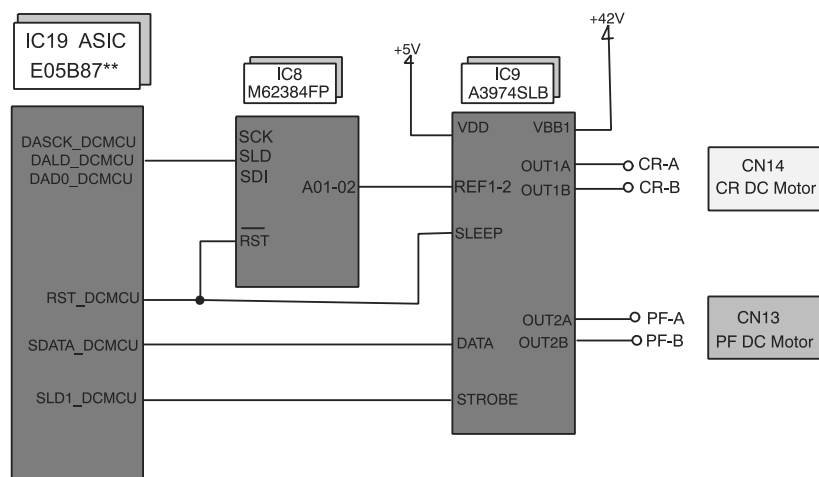 IC19 ASIC
E05B87**
DASCK_DCMCU
DALD_DCMCU
DAD0_DCMCU
RST_DCMCU
SDATA_DCMCU
SLD1_DCMCU
IC8
M62384FP
SCK
SLD
SDI
A01-02
RST
+5V
+42V
IC9
A3974SLB
VDD
VBB1
REF1-2
SLEEP
DATA
STROBE
OUT1A
OUT1B
OUT2A
OUT2B
CR-A
CR-B
PF-A
PF-B
CN14
CR DC Motor
CN13
PF DC Motor